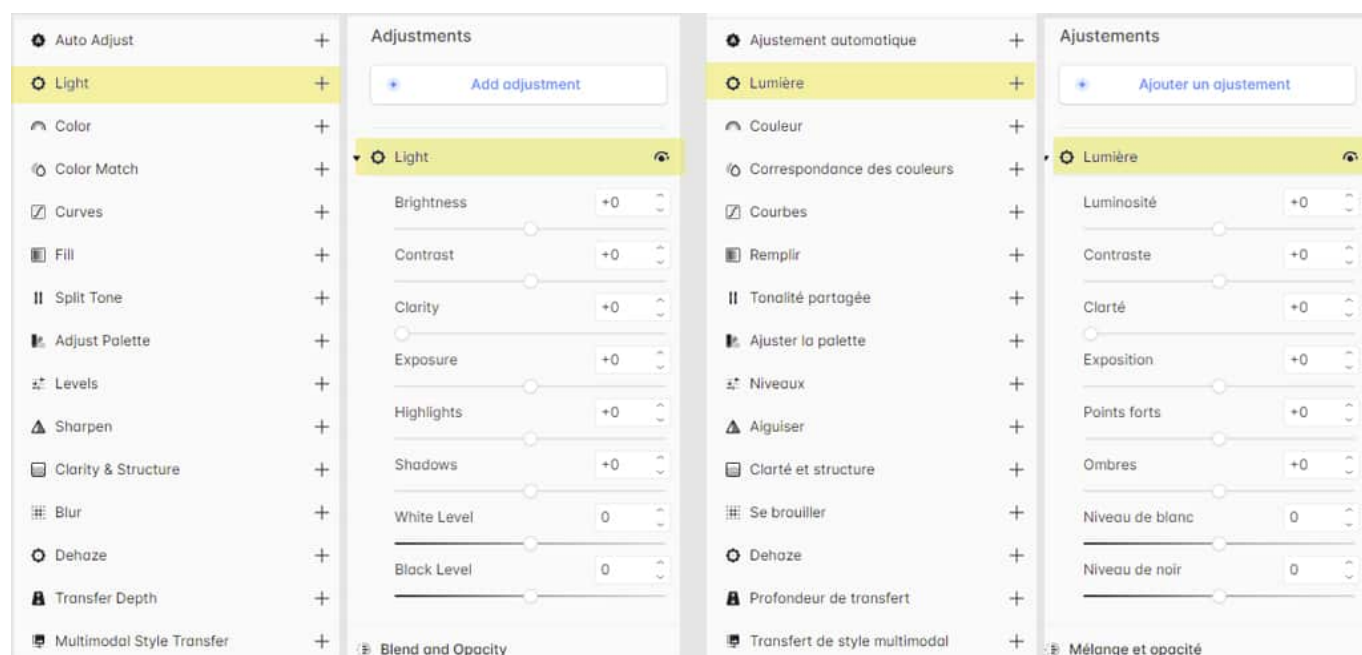 Auto Adjust
Light
Color
Color Match
Curves
Fill
Split Tone
Adjust Palette
Levels
Sharpen
Clarity & Structure
Blur
Dehaze
Transfer Depth
Multimodal Style Transfer
Adjustments
Add adjustment
Light
Brightness +0
Contrast +0
Clarity +0
Exposure +0
Highlights +0
Shadows +0
White Level 0
Black Level 0
Blend and Opacity
Ajustement automatique
Lumière
Couleur
Correspondance des couleurs
Courbes
Remplir
Tonalité partagée
Ajuster la palette
Niveaux
Aiguiser
Clarté et structure
Se brouiller
Dehaze
Profondeur de transfert
Transfert de style multimodal
Ajustements
Ajouter un ajustement
Lumière
Luminosité +0
Contraste +0
Clarté +0
Exposition +0
Points forts +0
Ombres +0
Niveau de blanc 0
Niveau de noir 0
Mélange et opacité